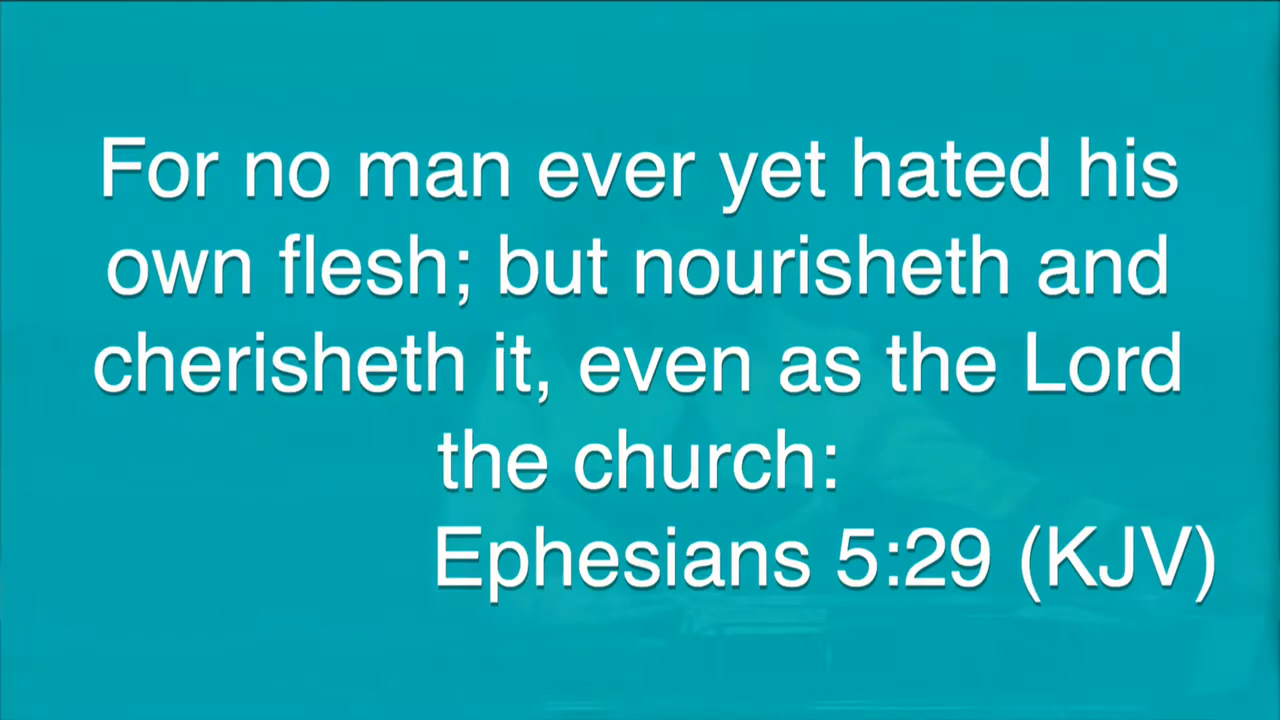 For no man ever yet hated his
own flesh; but nourisheth and
cherisheth it, even as the Lord
the church:
Ephesians 5:29 (KJV)